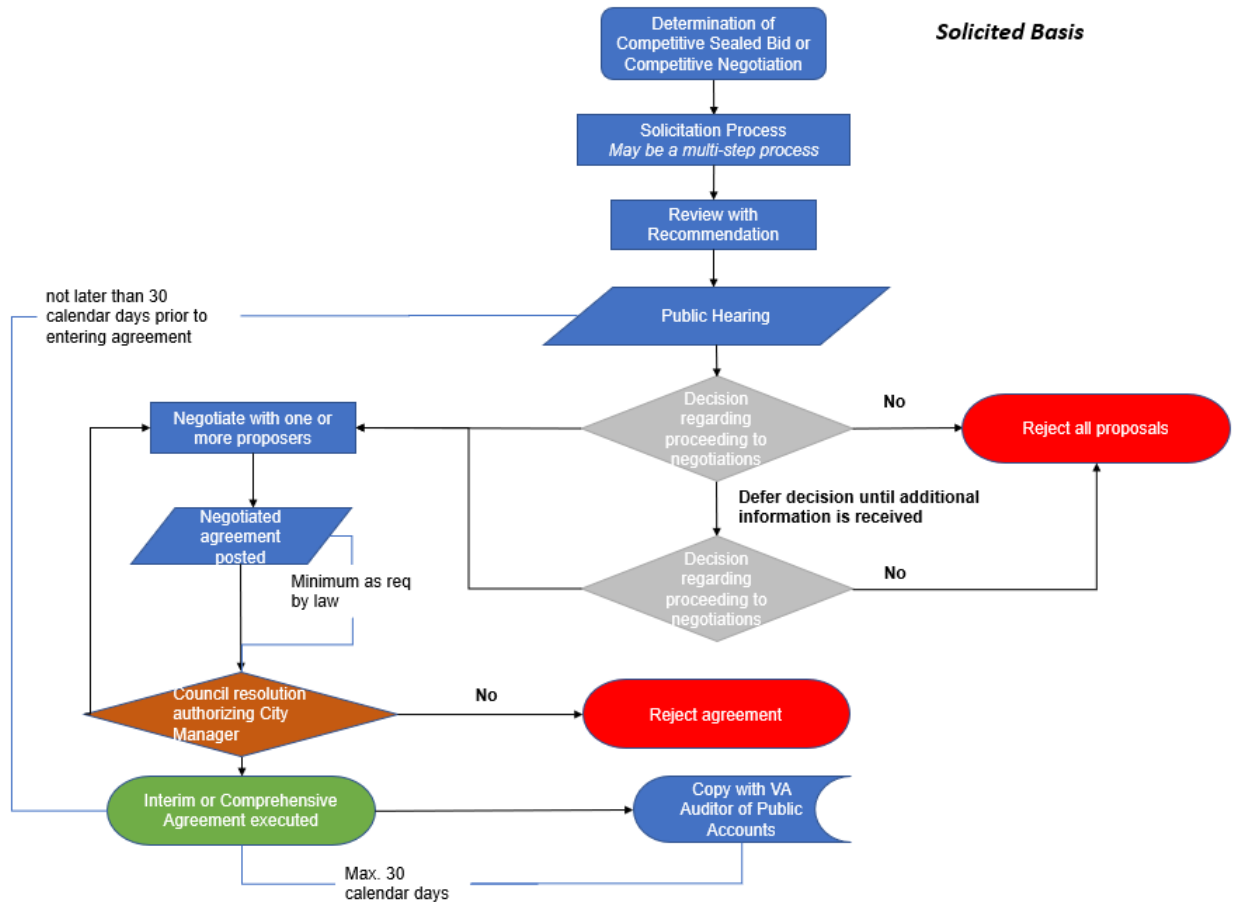 Determination of
Competitive Sealed Bid or
Competitive Negotiation
Solicited Basis
Solicitation Process
May be a multi-step process
Review with
Recommendation
not later than 30
calendar days prior to
entering agreement
Public Hearing
Decision
regarding
proceeding to
negotiations
No
Reject all proposals
Negotiate with one or
more proposers
Defer decision until additional
information is received
Negotiated
agreement
posted
Minimum as req
by law
Decision
regarding
proceeding to
negotiations
No
Council resolution
authorizing City
Manager
No
Reject agreement
Interim or Comprehensive
Agreement executed
Copy with VA
Auditor of Public
Accounts
Max. 30
calendar days